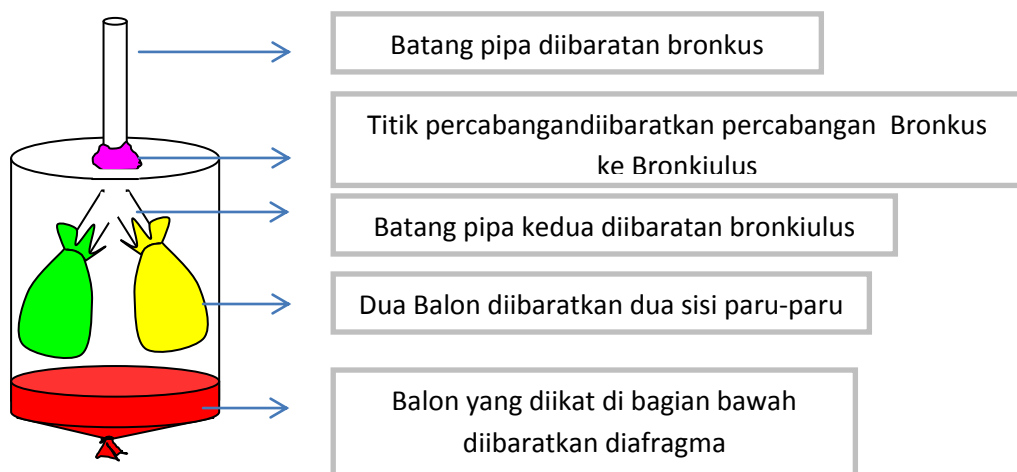 Batang pipa diibaratan bronkus
Titik percabangandiibaratkan percabangan Bronkus
ke Bronkiulus
Batang pipa kedua diibaratan bronkiulus
Dua Balon diibaratkan dua sisi paru-paru
Balon yang diikat di bagian bawah
diibaratkan diafragma